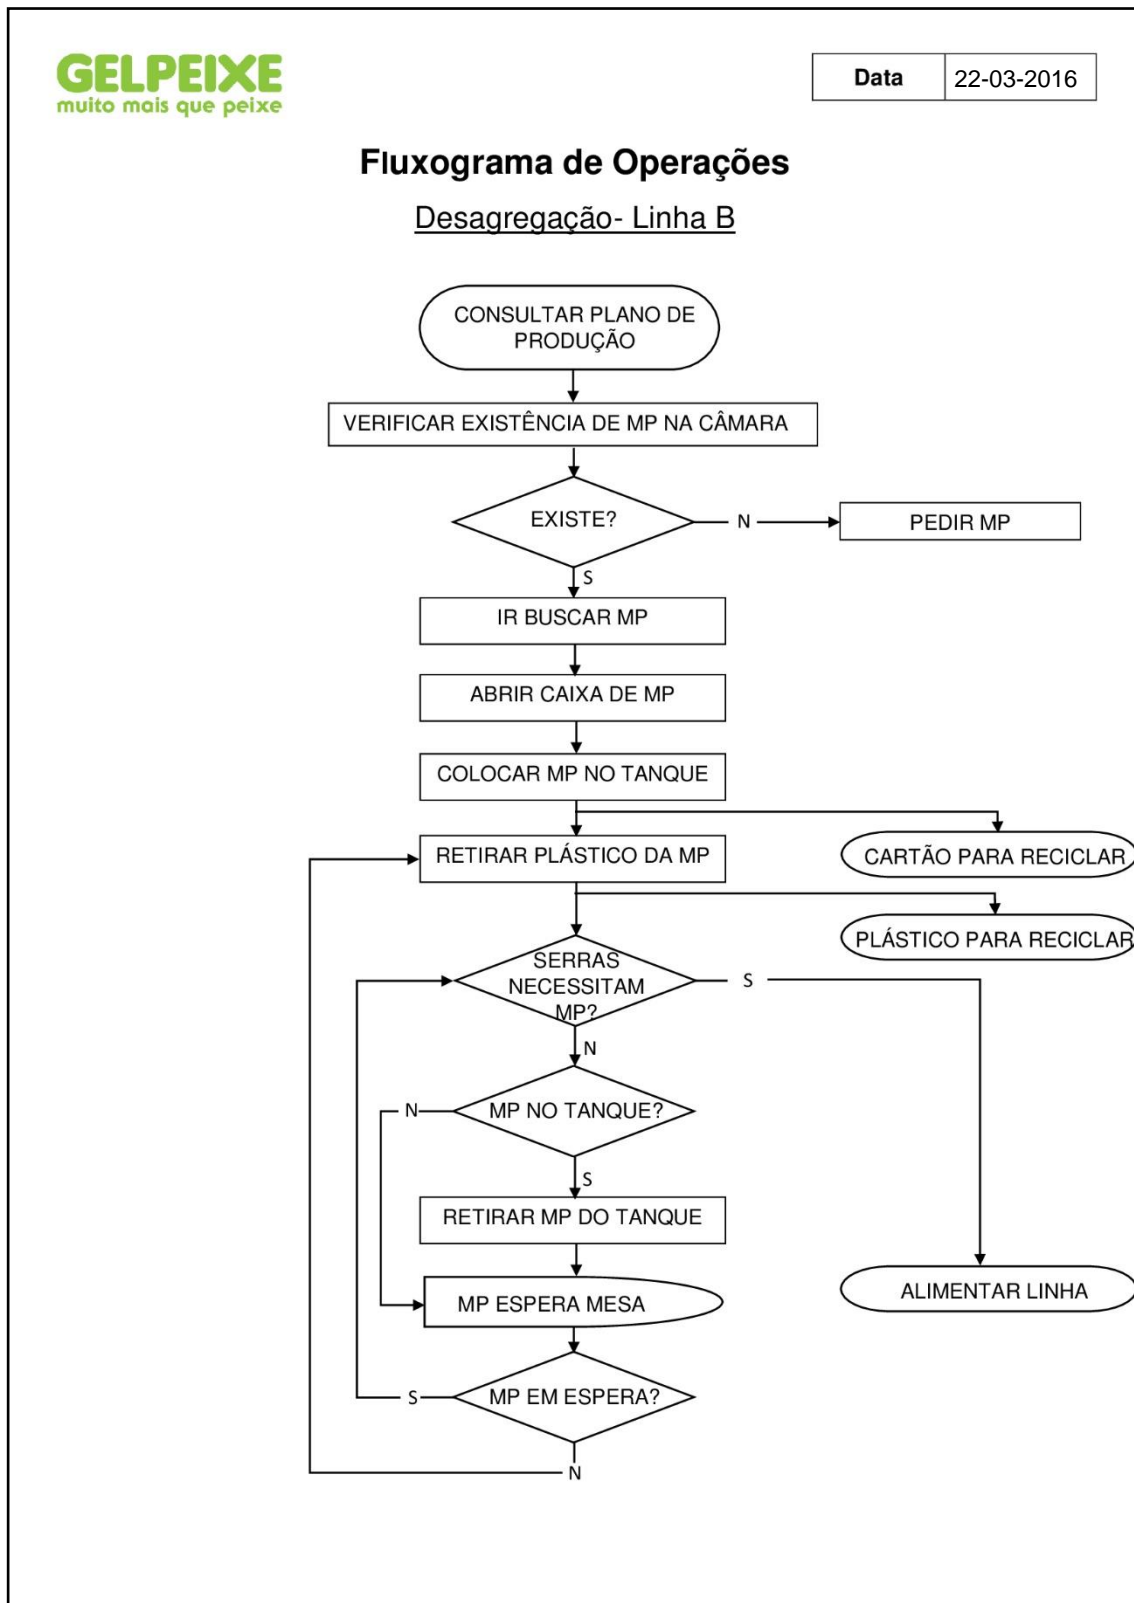 GELPEIXE
muito mais que peixe
Data 22-03-2016
Fluxograma de Operações
Desagregação- Linha B
CONSULTAR PLANO DE
PRODUÇÃO
VERIFICAR EXISTÊNCIA DE MP NA CÂMARA
EXISTE?
N
PEDIR MP
S
IR BUSCAR MP
ABRIR CAIXA DE MP
COLOCAR MP NO TANQUE
RETIRAR PLÁSTICO DA MP
CARTÃO PARA RECICLAR
PLÁSTICO PARA RECICLAR
SERRAS
NECESSITAM
MP?
S
N
N
MP NO TANQUE?
S
RETIRAR MP DO TANQUE
MP ESPERA MESA
ALIMENTAR LINHA
S
MP EM ESPERA?
N